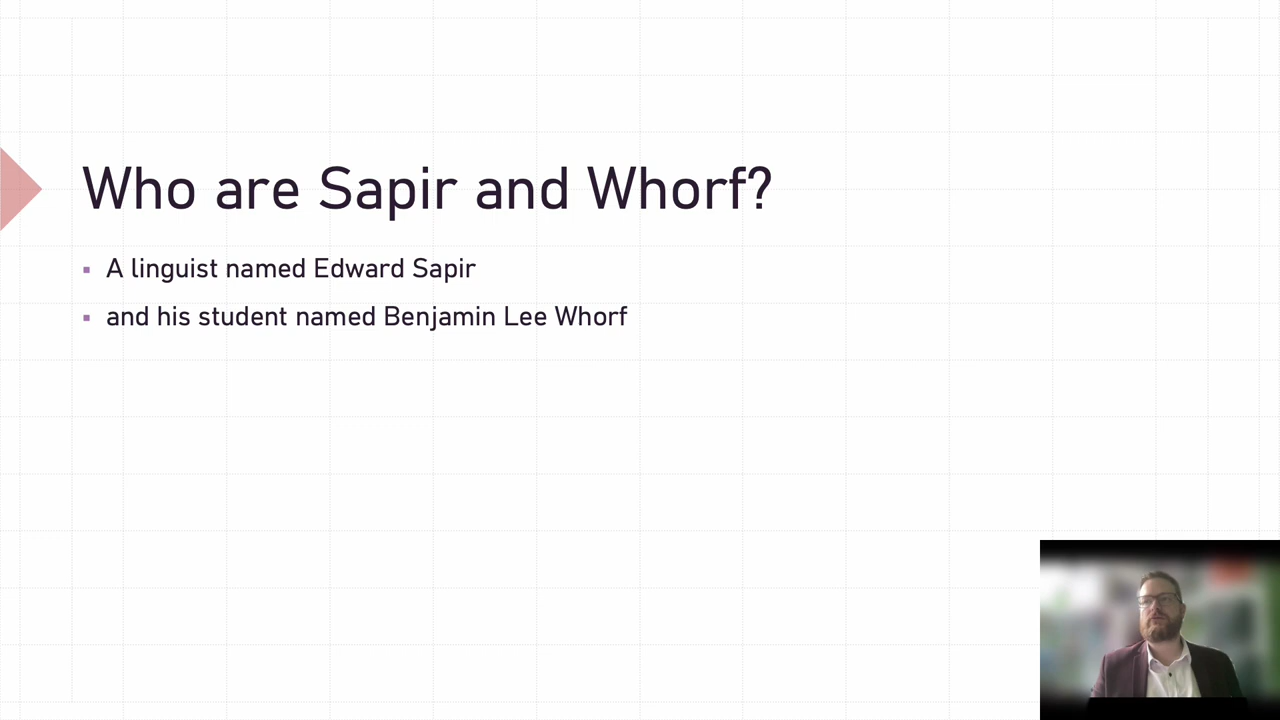 Who are Sapir and Whorf?
A linguist named Edward Sapir
and his student named Benjamin Lee Whorf